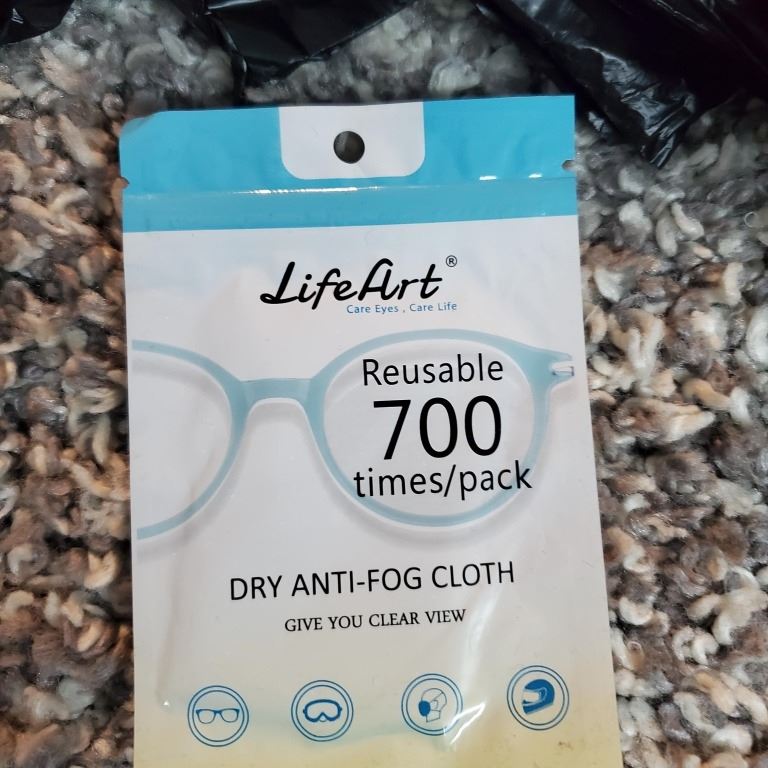 LifeArt®
Care Eyes , Care Life
Reusable
700
times/pack
DRY ANTI-FOG CLOTH
GIVE YOU CLEAR VIEW